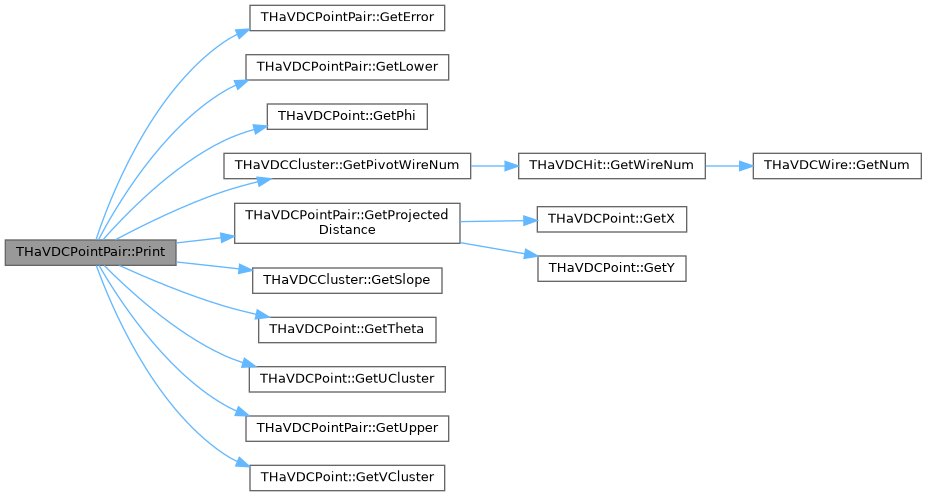 THaVDCPointPair::GetError
THaVDCPointPair::GetLower
THaVDCPoint::GetPhi
THaVDCCluster::GetPivotWireNum
THaVDCHit::GetWireNum
THaVDCWire::GetNum
THaVDCPointPair::GetProjected
Distance
THaVDCPoint::GetX
THaVDCPointPair::Print
THaVDCPoint::GetY
THaVDCCluster::GetSlope
THaVDCPoint::GetTheta
THaVDCPoint::GetUCluster
THaVDCPointPair::GetUpper
THaVDCPoint::GetVCluster